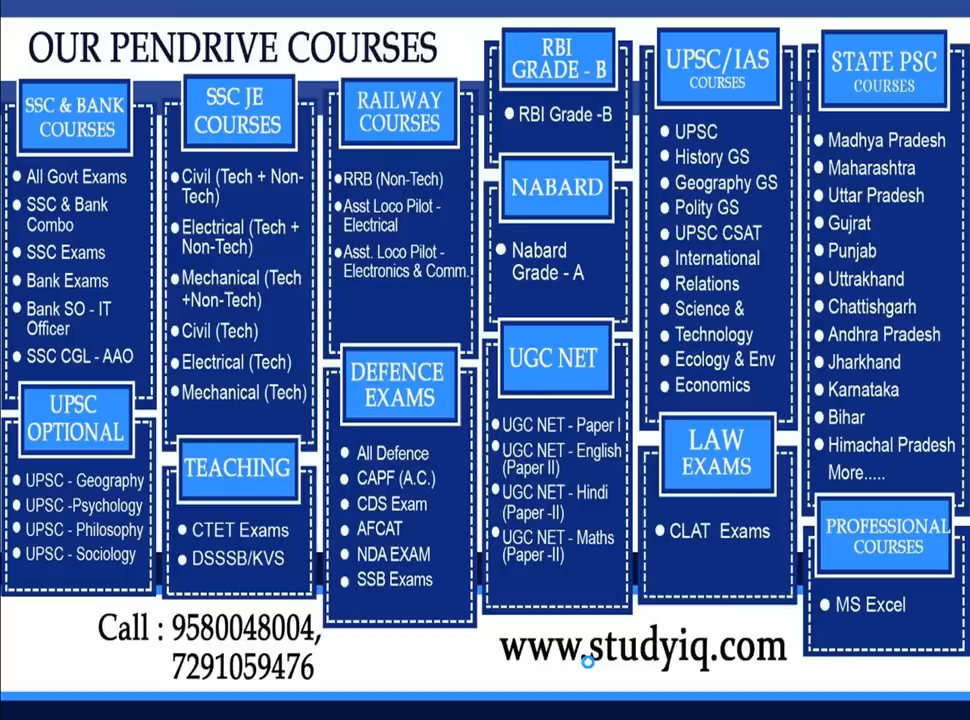 OUR PENDRIVE COURSES
SSC & BANK
COURSES
All Govt Exams
SSC & Bank
Combo
SSC Exams
Bank Exams
Bank SO - IT
Officer
SSC CGL - AAO
UPSC
OPTIONAL
UPSC - Geography
UPSC -Psychology
UPSC - Philosophy
UPSC - Sociology
SSC JE
COURSES
Civil (Tech + Non-
Tech)
Electrical (Tech +
Non-Tech)
Mechanical (Tech
+Non-Tech)
Civil (Tech)
Electrical (Tech)
Mechanical (Tech)
TEACHING
CTET Exams
DSSSB/KVS
RAILWAY
COURSES
RRB (Non-Tech)
Asst Loco Pilot -
Electrical
Asst. Loco Pilot -
Electronics & Comm.
DEFENCE
EXAMS
All Defence
CAPF (A.C.)
CDS Exam
AFCAT
NDA EXAM
SSB Exams
RBI
GRADE - B
RBI Grade -B
NABARD
Nabard
Grade - A
UGC NET
UGC NET - Paper I
UGC NET - English
(Paper II)
UGC NET - Hindi
(Paper -II)
UGC NET - Maths
(Paper -II)
UPSC/IAS
COURSES
UPSC
History GS
Geography GS
Polity GS
UPSC CSAT
International
Relations
Science &
Technology
Ecology & Env
Economics
LAW
EXAMS
CLAT Exams
STATE PSC
COURSES
Madhya Pradesh
Maharashtra
Uttar Pradesh
Gujrat
Punjab
Uttrakhand
Chattishgarh
Andhra Pradesh
Jharkhand
Karnataka
Bihar
Himachal Pradesh
More.....
PROFESSIONAL
COURSES
MS Excel
Call : 9580048004,
7291059476
www.studyiq.com